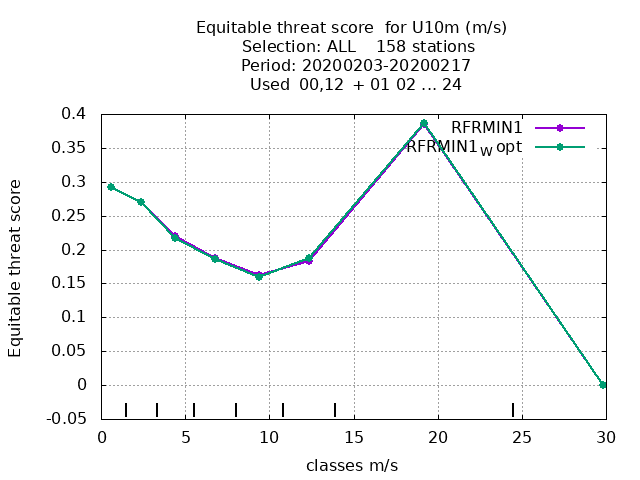 Equitable threat score  for U10m (m/s)
Selection: ALL    158 stations
Period: 20200203-20200217
Used  00,12  + 01 02 ... 24
0.4
0.35
0.3
0.25
0.2
0.15
0.1
0.05
0
-0.05
Equitable threat score
RFRMIN1
RFRMIN1W opt
0 5 10 15 20 25 30
classes m/s